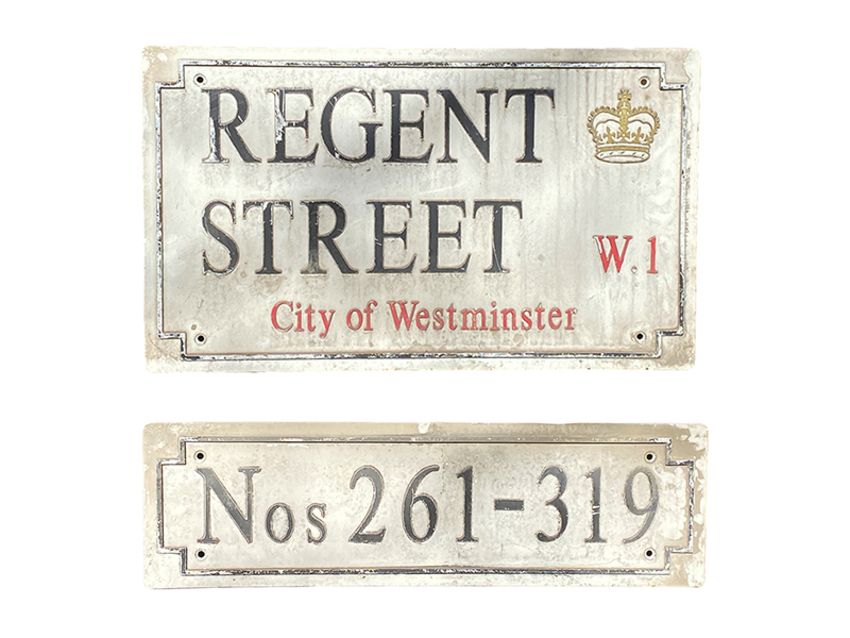 REGENT
STREET
W.1
City of Westminster
Nos 261-319